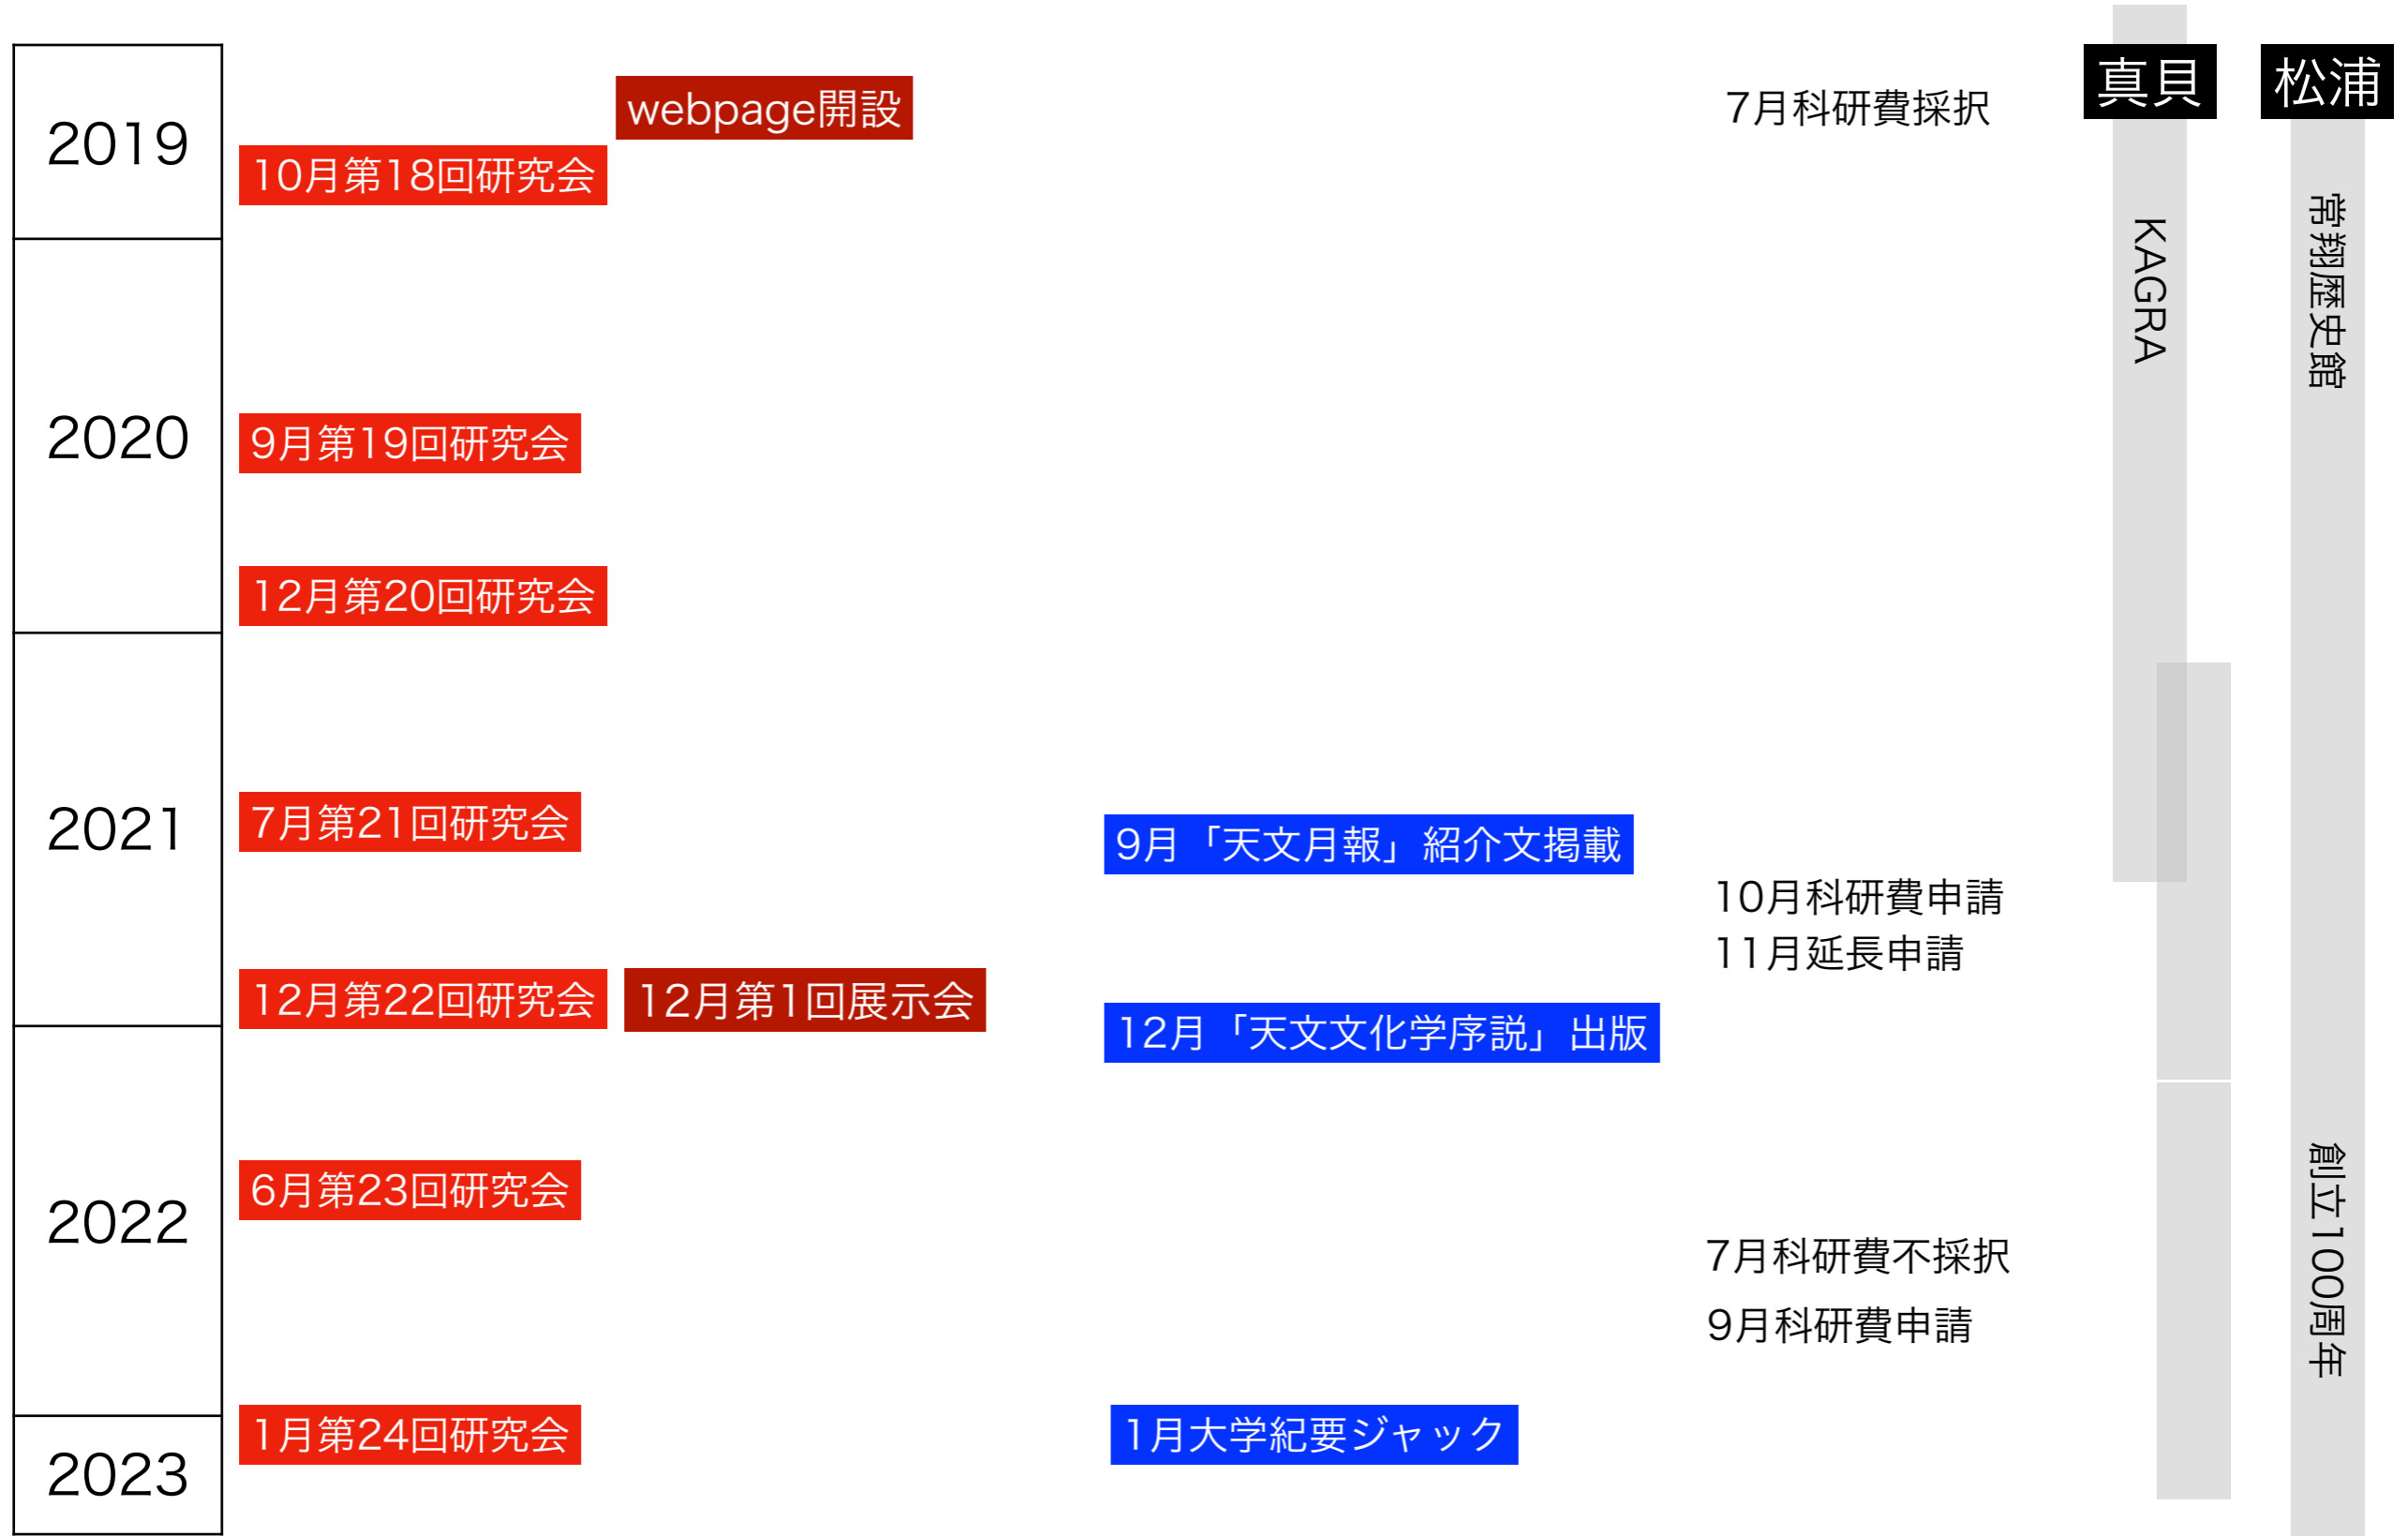 真貝
松浦
2019
webpage開設
7月科研費採択
10月第18回研究会
KAGRA
常翔歴史館
2020
9月第19回研究会
12月第20回研究会
2021
7月第21回研究会
9月「天文月報」紹介文掲載
10月科研費申請
11月延長申請
12月第22回研究会
12月第1回展示会
12月「天文文化学序説」出版
2022
6月第23回研究会
創立100周年
7月科研費不採択
9月科研費申請
2023
1月第24回研究会
1月大学紀要ジャック